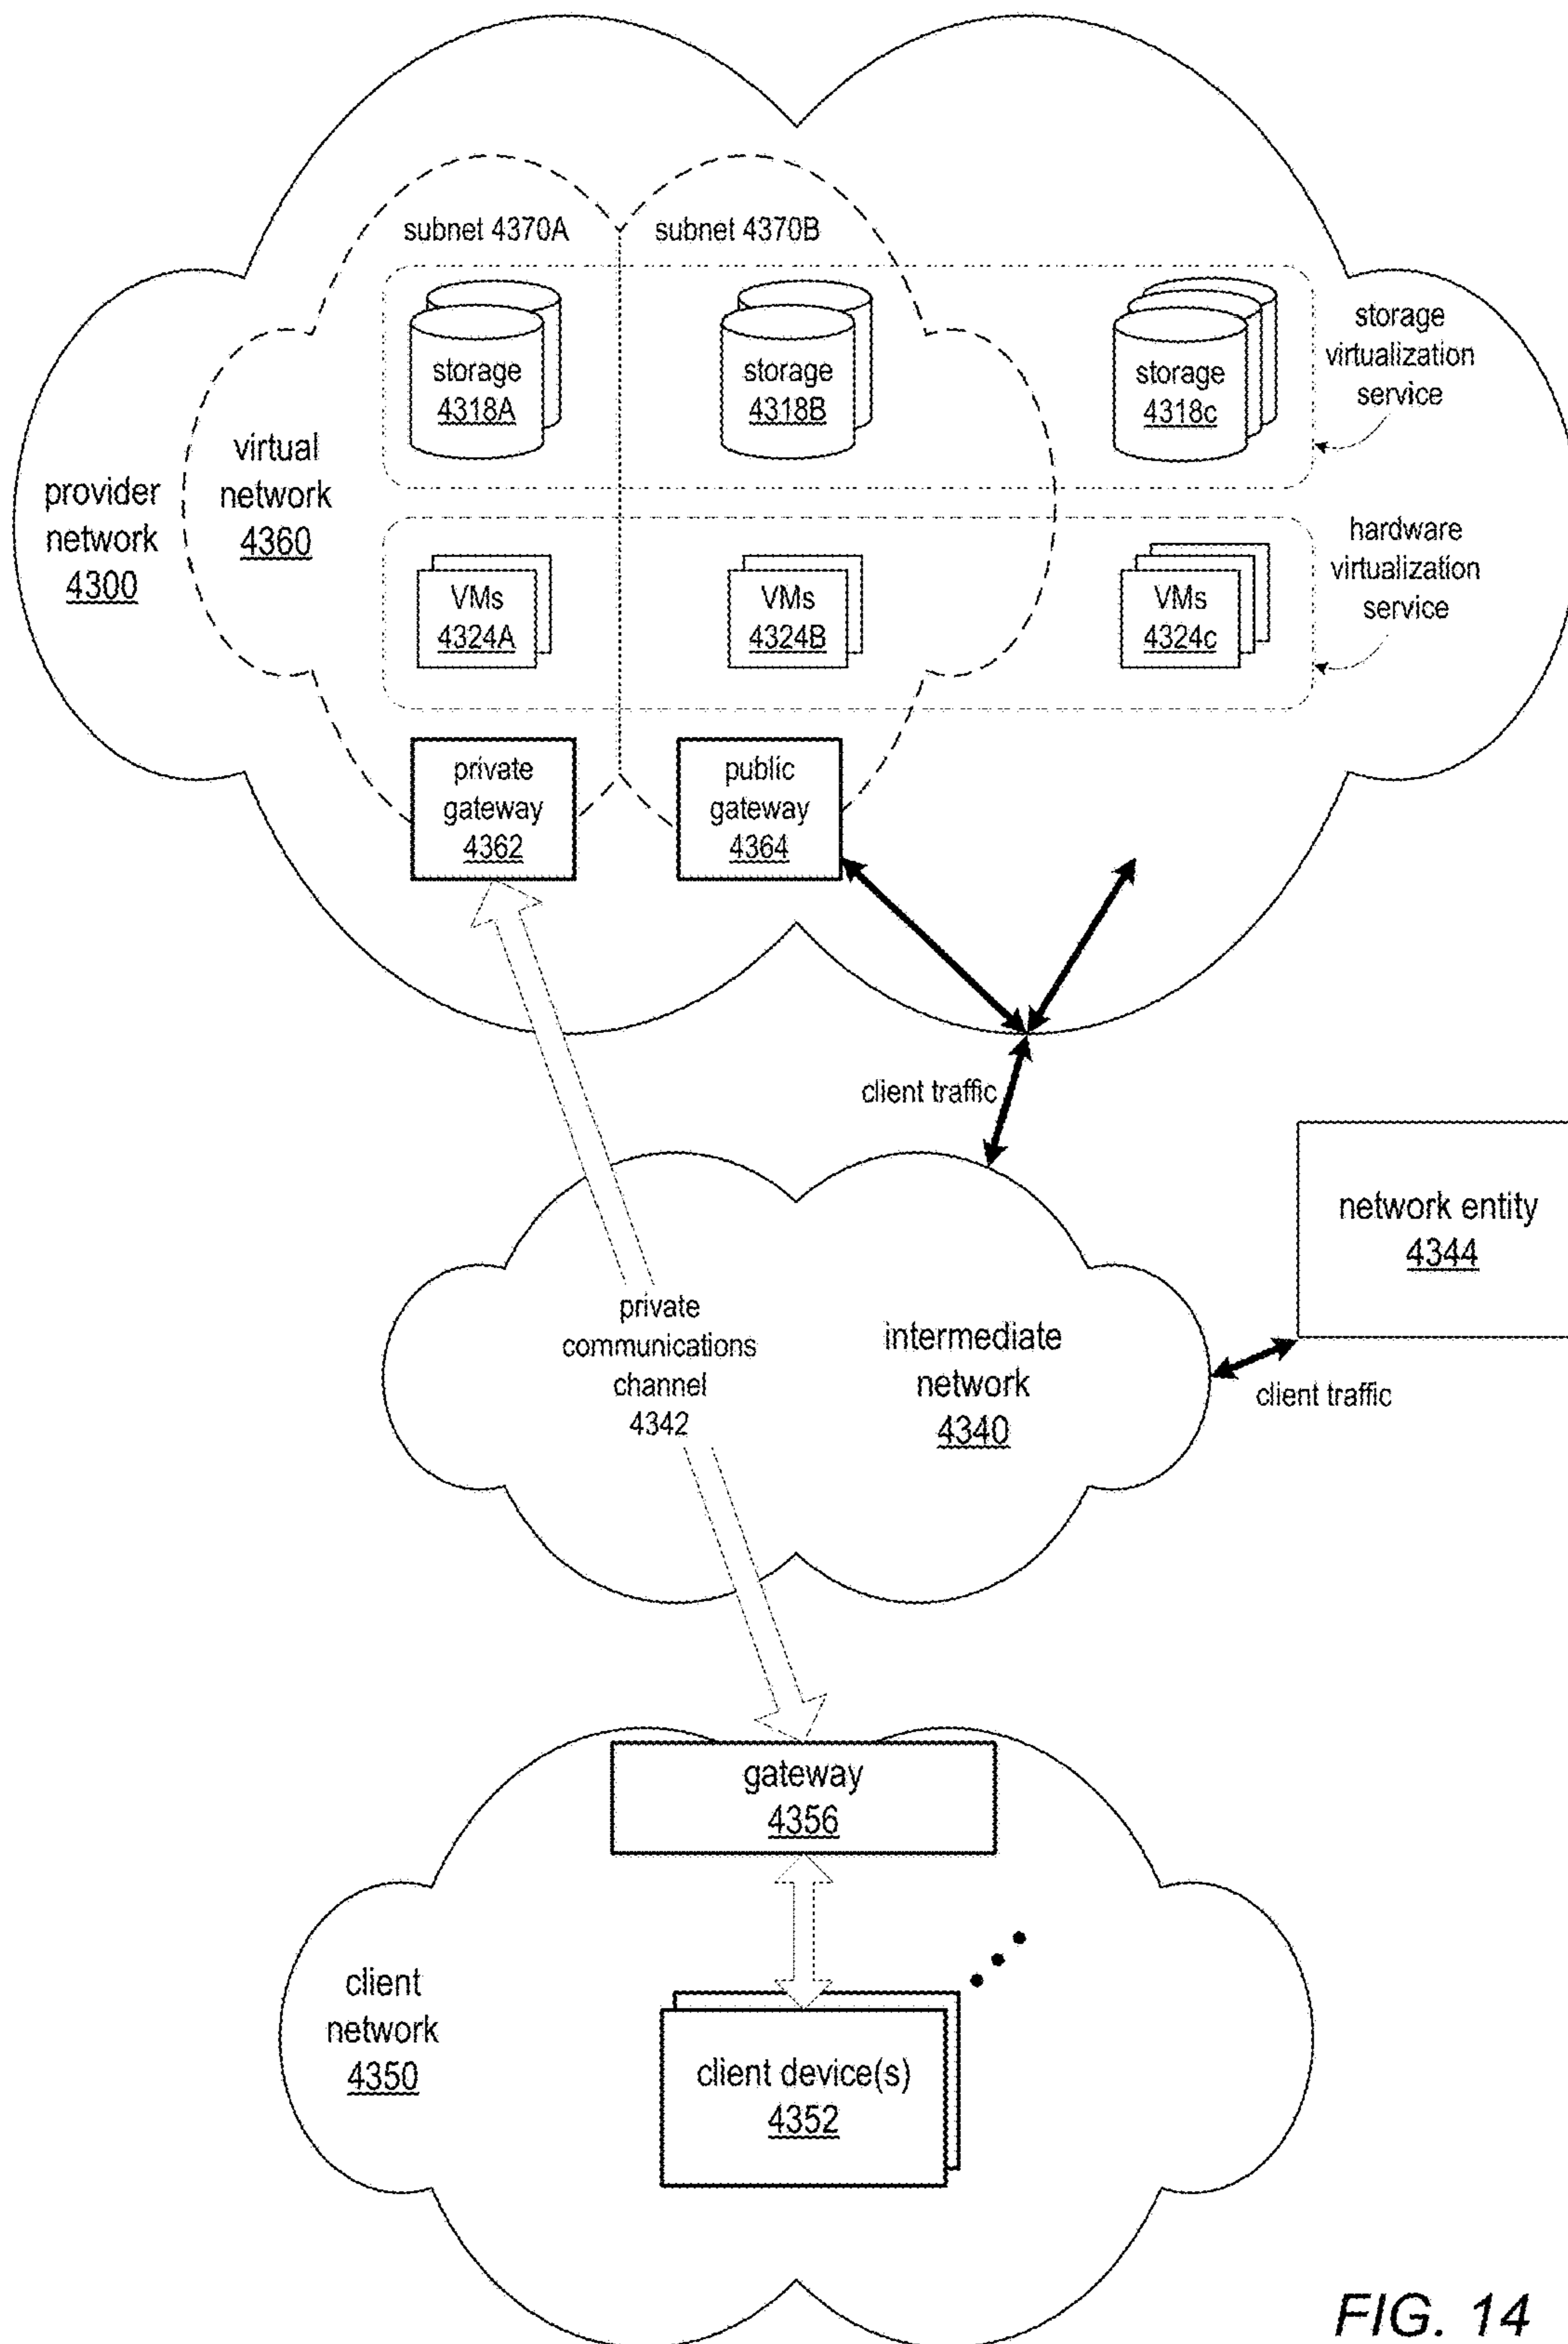 subnet 4370A
subnet 4370B
storage
4318A
storage
4318B
storage
4318c
storage
virtualization
service
provider
network
4300
virtual
network
4360
VMs
4324A
VMs
4324B
VMs
4324c
hardware
virtualization
service
private
gateway
4362
public
gateway
4364
client traffic
network entity
4344
client traffic
private
communications
channel
4342
intermediate
network
4340
gateway
4356
client
network
4350
client device(s)
4352
FIG. 14